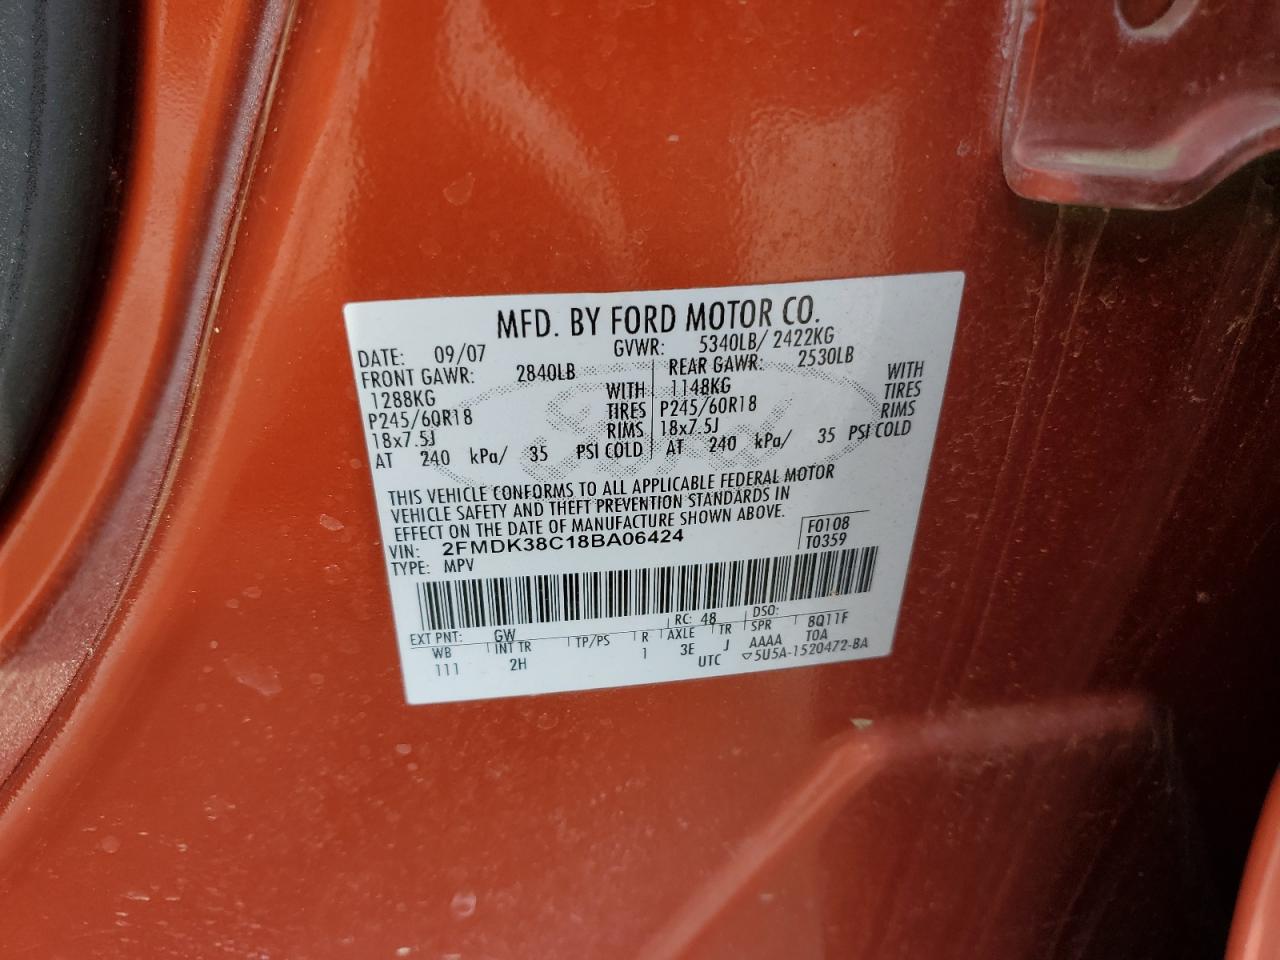 MFD. BY FORD MOTOR CO.
DATE: 09/07 GVWR: 5340LB/ 2422KG
FRONT GAWR: 2840LB REAR GAWR: 2530LB
1288KG WITH 1148KG WITH
P245/60R18 TIRES P245/60R18 TIRES
18x7.5J RIMS 18x7.5J RIMS
AT 240 kPa/ 35 PSI COLD AT 240 kPa/ 35 PSI COLD
THIS VEHICLE CONFORMS TO ALL APPLICABLE FEDERAL MOTOR
VEHICLE SAFETY AND THEFT PREVENTION STANDARDS IN
EFFECT ON THE DATE OF MANUFACTURE SHOWN ABOVE.
VIN: 2FMDK38C18BA06424 F0108
TYPE: MPV T0359
EXT PNT: GW RC: 48 DSO:
WB INT TR TP/PS R AXLE TR SPR 8Q11F
111 2H 1 3E J AAAA TOA
UTC ▽5U5A-1520472-BA